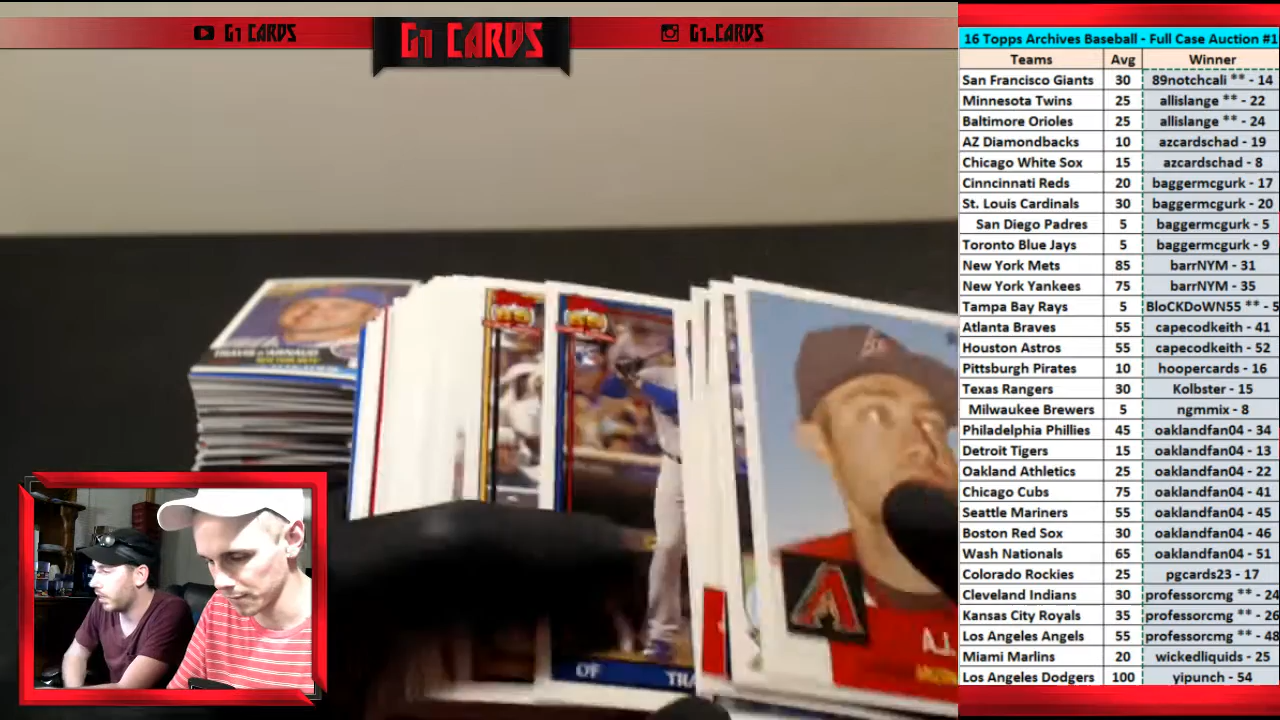 G1 CARDS
G1 CARDS
G1_CARDS
16 Topps Archives Baseball - Full Case Auction #1
Teams Avg Winner
San Francisco Giants 30 89notchcali ** - 14
Minnesota Twins 25 allislange ** - 22
Baltimore Orioles 25 allislange ** - 24
AZ Diamondbacks 10 azcardschad - 19
Chicago White Sox 15 azcardschad - 8
Cinncinnati Reds 20 baggermcgurk - 17
St. Louis Cardinals 30 baggermcgurk - 20
San Diego Padres 5 baggermcgurk - 5
Toronto Blue Jays 5 baggermcgurk - 9
New York Mets 85 barrNYM - 31
New York Yankees 75 barrNYM - 35
Tampa Bay Rays 5 BloCKDoWN55 ** - 5
Atlanta Braves 55 capecodkeith - 41
Houston Astros 55 capecodkeith - 52
Pittsburgh Pirates 10 hoopercards - 16
Texas Rangers 30 Kolbster - 15
Milwaukee Brewers 5 ngmmix - 8
Philadelphia Phillies 45 oaklandfan04 - 34
Detroit Tigers 15 oaklandfan04 - 13
Oakland Athletics 25 oaklandfan04 - 22
Chicago Cubs 75 oaklandfan04 - 41
Seattle Mariners 55 oaklandfan04 - 45
Boston Red Sox 30 oaklandfan04 - 46
Wash Nationals 65 oaklandfan04 - 51
Colorado Rockies 25 pgcards23 - 17
Cleveland Indians 30 professorcmg ** - 24
Kansas City Royals 35 professorcmg ** - 26
Los Angeles Angels 55 professorcmg ** - 48
Miami Marlins 20 wickedliquids - 25
Los Angeles Dodgers 100 yipunch - 54
TRAVIS d'ARNAUD
NEW YORK METS
OF TRA
A.J.